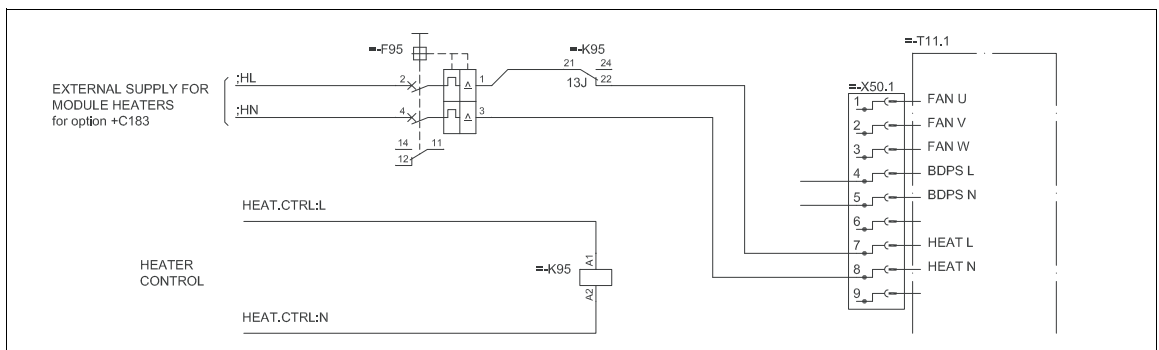 =-T11.1
=-F95
=-K95
21 24
13J 22
EXTERNAL SUPPLY FOR
MODULE HEATERS
for option +C183
:HL
2 1
:HN
4 3
14 11
12
=-X50.1
1 FAN U
2 FAN V
3 FAN W
4 BDPS L
5 BDPS N
6
7 HEAT L
8 HEAT N
9
HEAT.CTRL:L
HEATER
CONTROL
=-K95
A1
A2
HEAT.CTRL:N